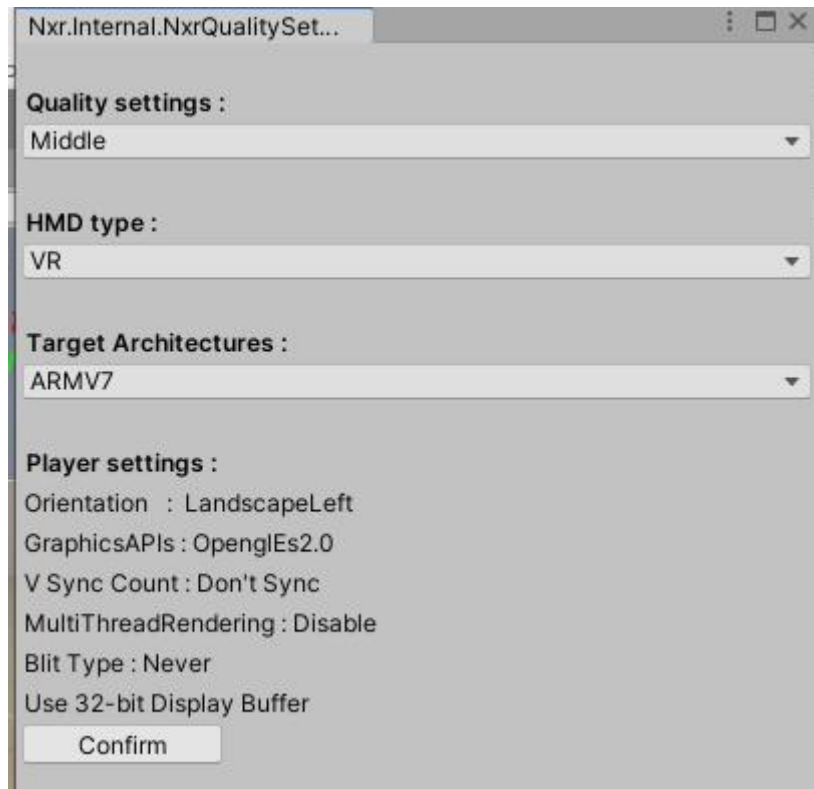 Nxr.Internal.NxrQualitySet...
Quality settings :
Middle
HMD type :
VR
Target Architectures :
ARMV7
Player settings :
Orientation : LandscapeLeft
GraphicsAPIs : OpenglEs2.0
V Sync Count : Don't Sync
MultiThreadRendering : Disable
Blit Type : Never
Use 32-bit Display Buffer
Confirm